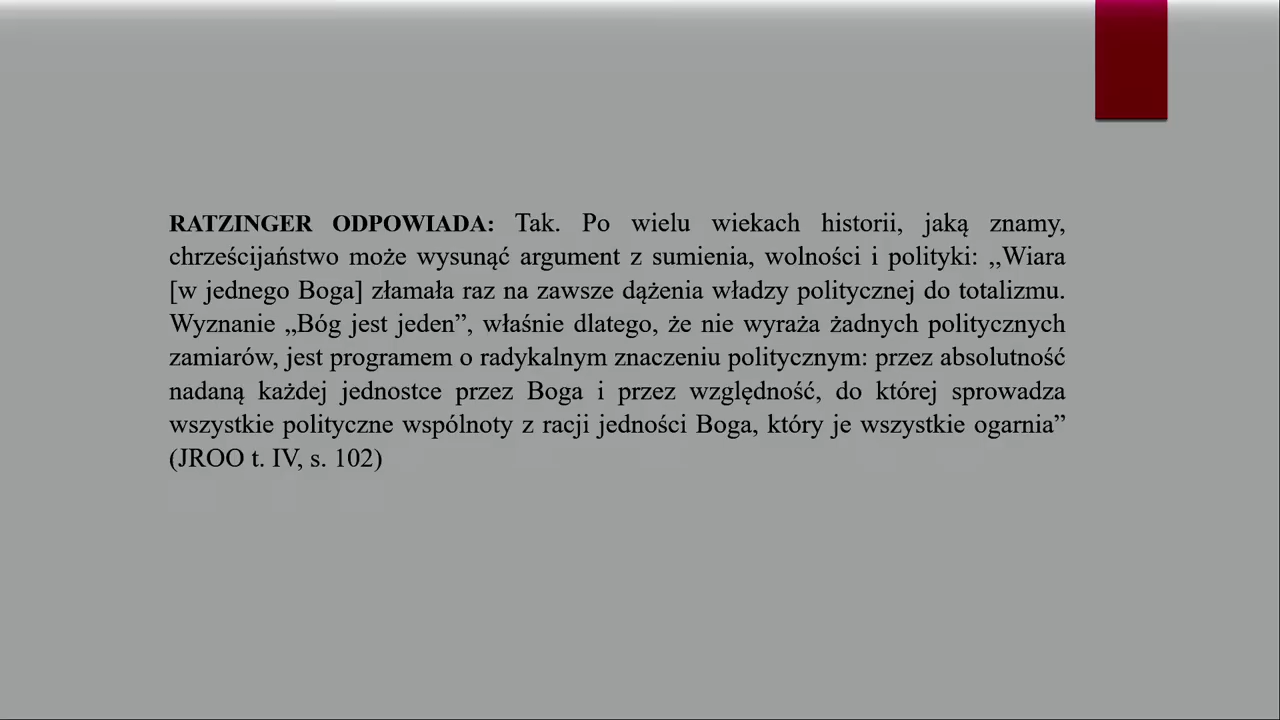 RATZINGER ODPOWIADA: Tak. Po wielu wiekach historii, jaką znamy,
chrześcijaństwo może wysunąć argument z sumienia, wolności i polityki: ,,Wiara
[w jednego Boga] złamała raz na zawsze dążenia władzy politycznej do totalizmu.
Wyznanie „Bóg jest jeden”, właśnie dlatego, że nie wyraża żadnych politycznych
zamiarów, jest programem o radykalnym znaczeniu politycznym: przez absolutność
nadaną każdej jednostce przez Boga i przez względność, do której sprowadza
wszystkie polityczne wspólnoty z racji jedności Boga, który je wszystkie ogarnia”
(JROO t. IV, s. 102)